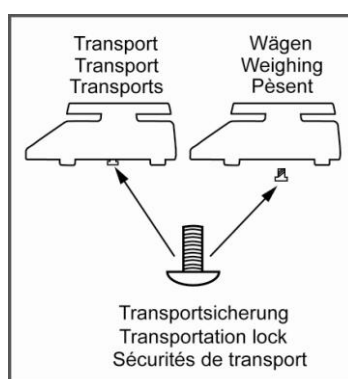 Transport
Transport
Transports
Wägen
Weighing
Pèsent
Transportsicherung
Transportation lock
Sécurités de transport